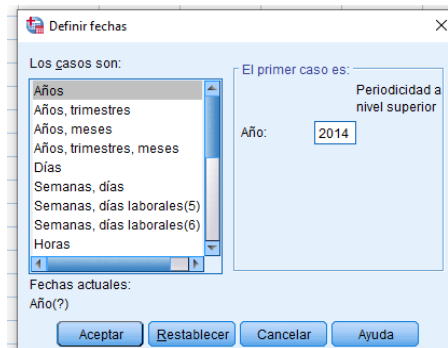 Definir fechas
Los casos son:
Años
Años, trimestres
Años, meses
Años, trimestres, meses
Días
Semanas, días
Semanas, días laborales(5)
Semanas, días laborales(6)
Horas
El primer caso es:
Periodicidad a
nivel superior
Año:
2014
Fechas actuales:
Año(?)
Aceptar
Restablecer
Cancelar
Ayuda